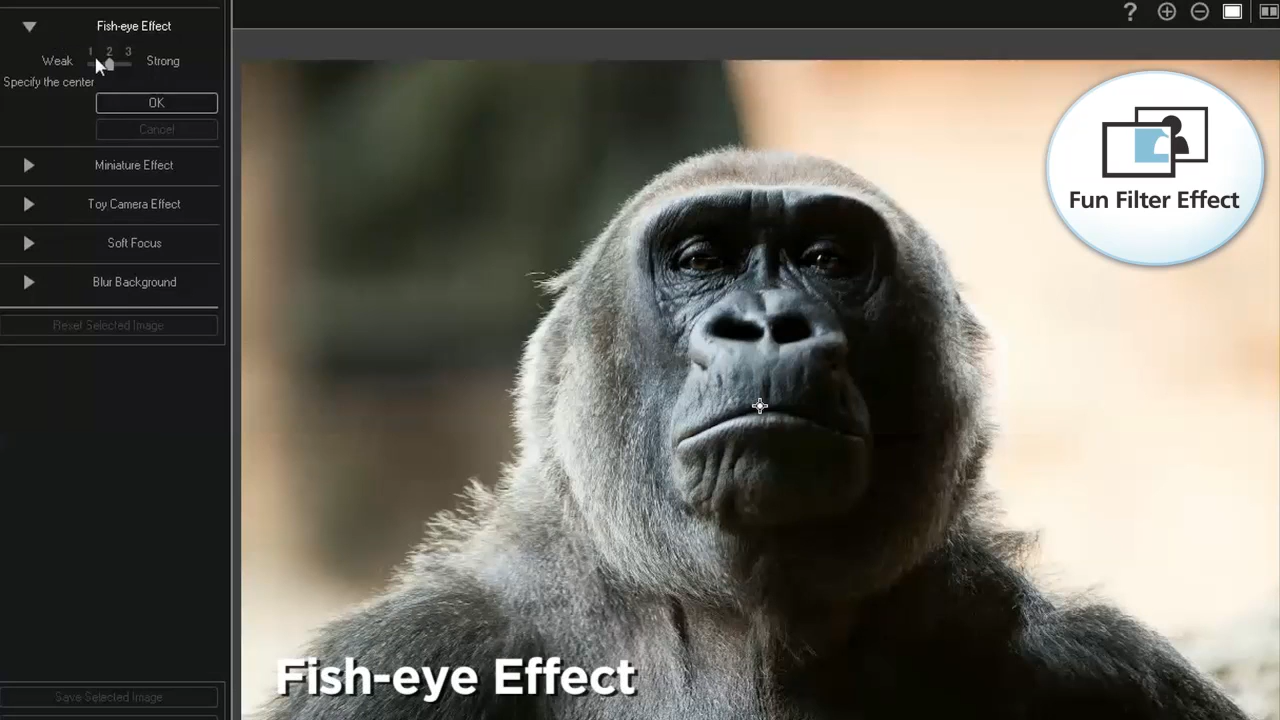 Fish-eye Effect
1 2 3
Weak Strong
Specify the center
OK
Cancel
Miniature Effect
Toy Camera Effect
Soft Focus
Blur Background
Reset Selected Image
Save Selected Image
?
Fun Filter Effect
Fish-eye Effect